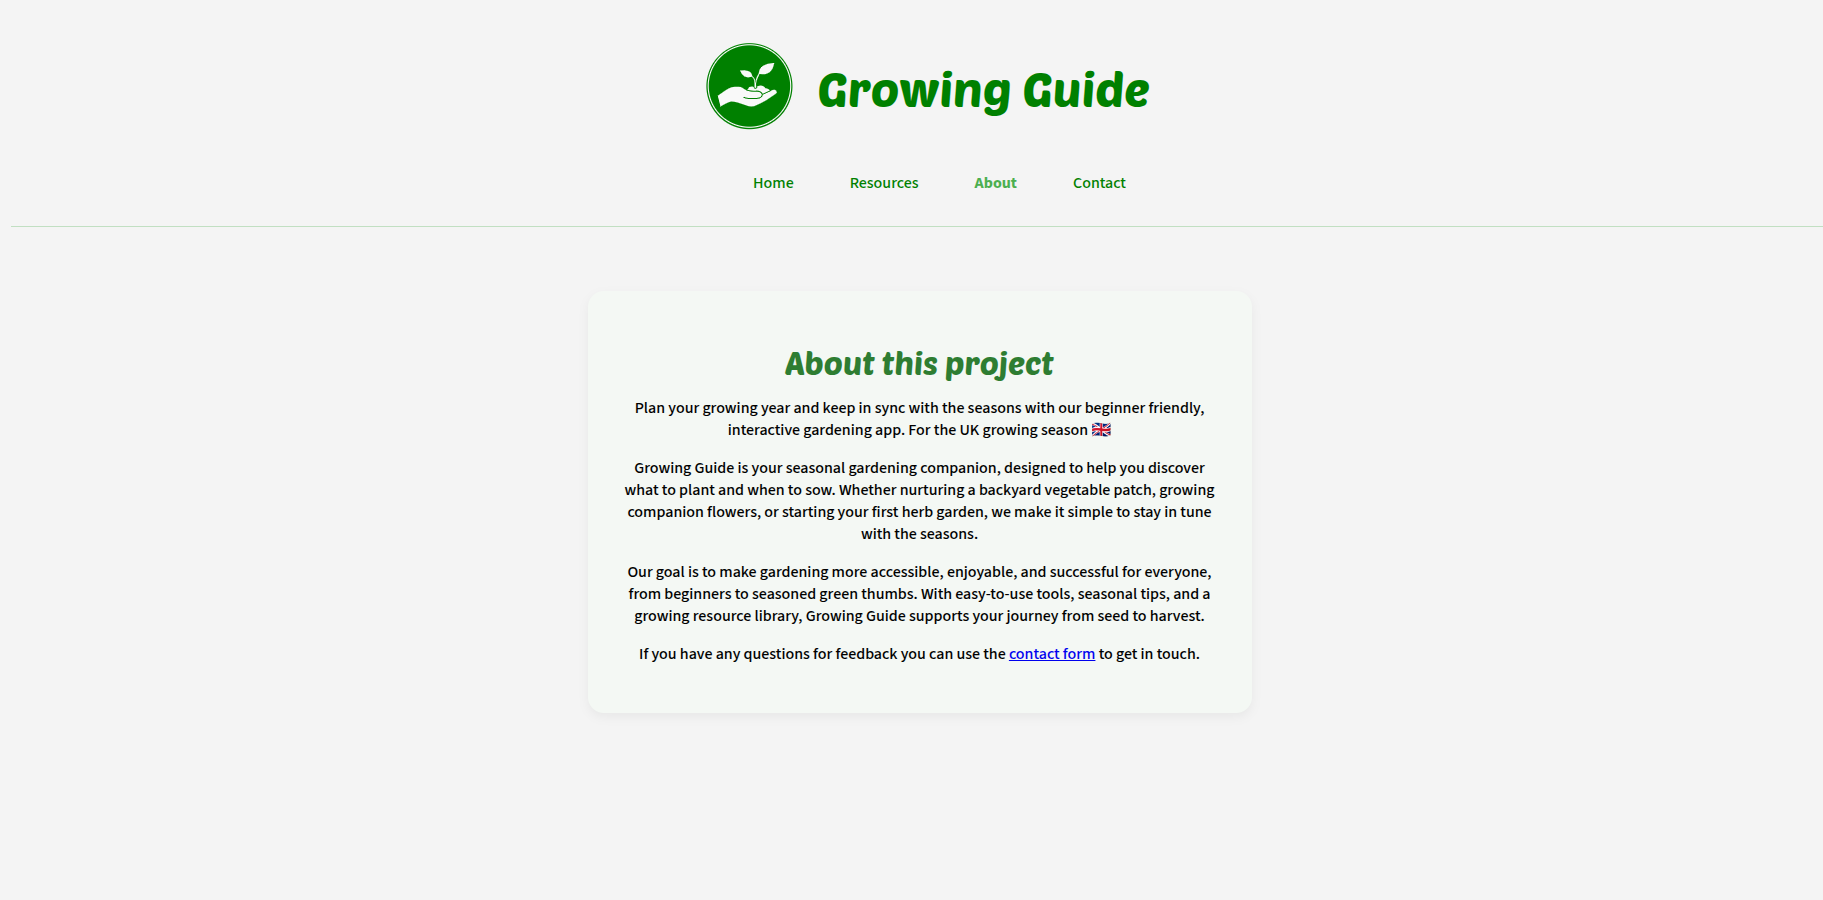 Growing Guide
Home Resources About Contact
About this project
Plan your growing year and keep in sync with the seasons with our beginner friendly,
interactive gardening app. For the UK growing season 🇬🇧
Growing Guide is your seasonal gardening companion, designed to help you discover
what to plant and when to sow. Whether nurturing a backyard vegetable patch, growing
companion flowers, or starting your first herb garden, we make it simple to stay in tune
with the seasons.
Our goal is to make gardening more accessible, enjoyable, and successful for everyone,
from beginners to seasoned green thumbs. With easy-to-use tools, seasonal tips, and a
growing resource library, Growing Guide supports your journey from seed to harvest.
If you have any questions for feedback you can use the contact form to get in touch.